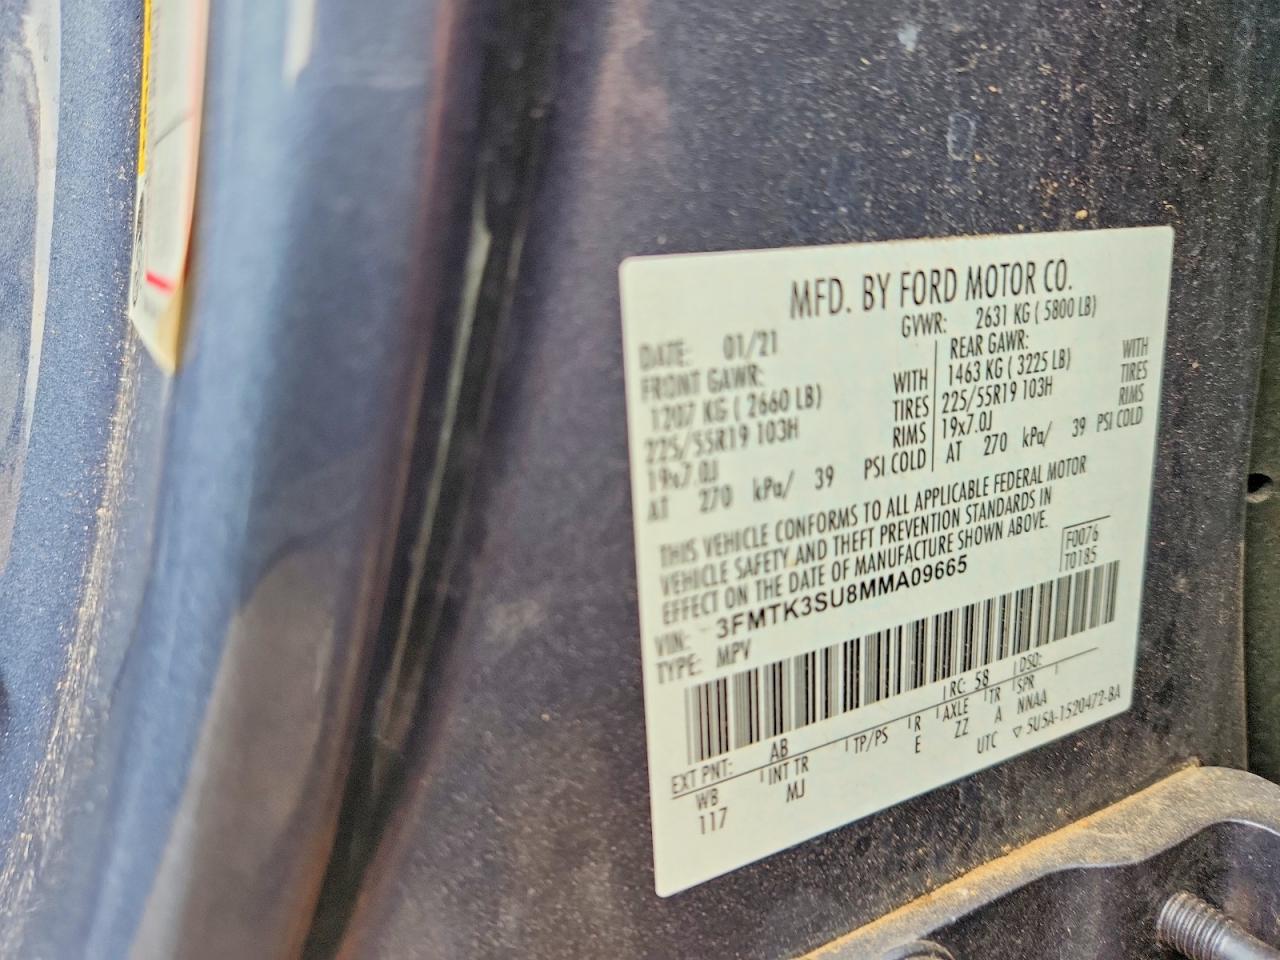 MFD. BY FORD MOTOR CO.
DATE: 01/21 GVWR: 2631 KG ( 5800 LB)
FRONT GAWR: REAR GAWR:
1207 KG ( 2660 LB) WITH 1463 KG ( 3225 LB) WITH
225/55R19 103H TIRES 225/55R19 103H TIRES
19x7.0J RIMS 19x7.0J RIMS
AT 270 kPa/ 39 PSI COLD AT 270 kPa/ 39 PSI COLD
THIS VEHICLE CONFORMS TO ALL APPLICABLE FEDERAL MOTOR
VEHICLE SAFETY AND THEFT PREVENTION STANDARDS IN
EFFECT ON THE DATE OF MANUFACTURE SHOWN ABOVE.
F0076
VIN: 3FMTK3SU8MMA09665 T0185
TYPE: MPV
EXT PNT: AB RC: 58 DSO:
WB INT TR TP/PS R AXLE TR SPR
117 MJ E ZZ A NNAA
UTC ▽ 5U5A-1520472-BA